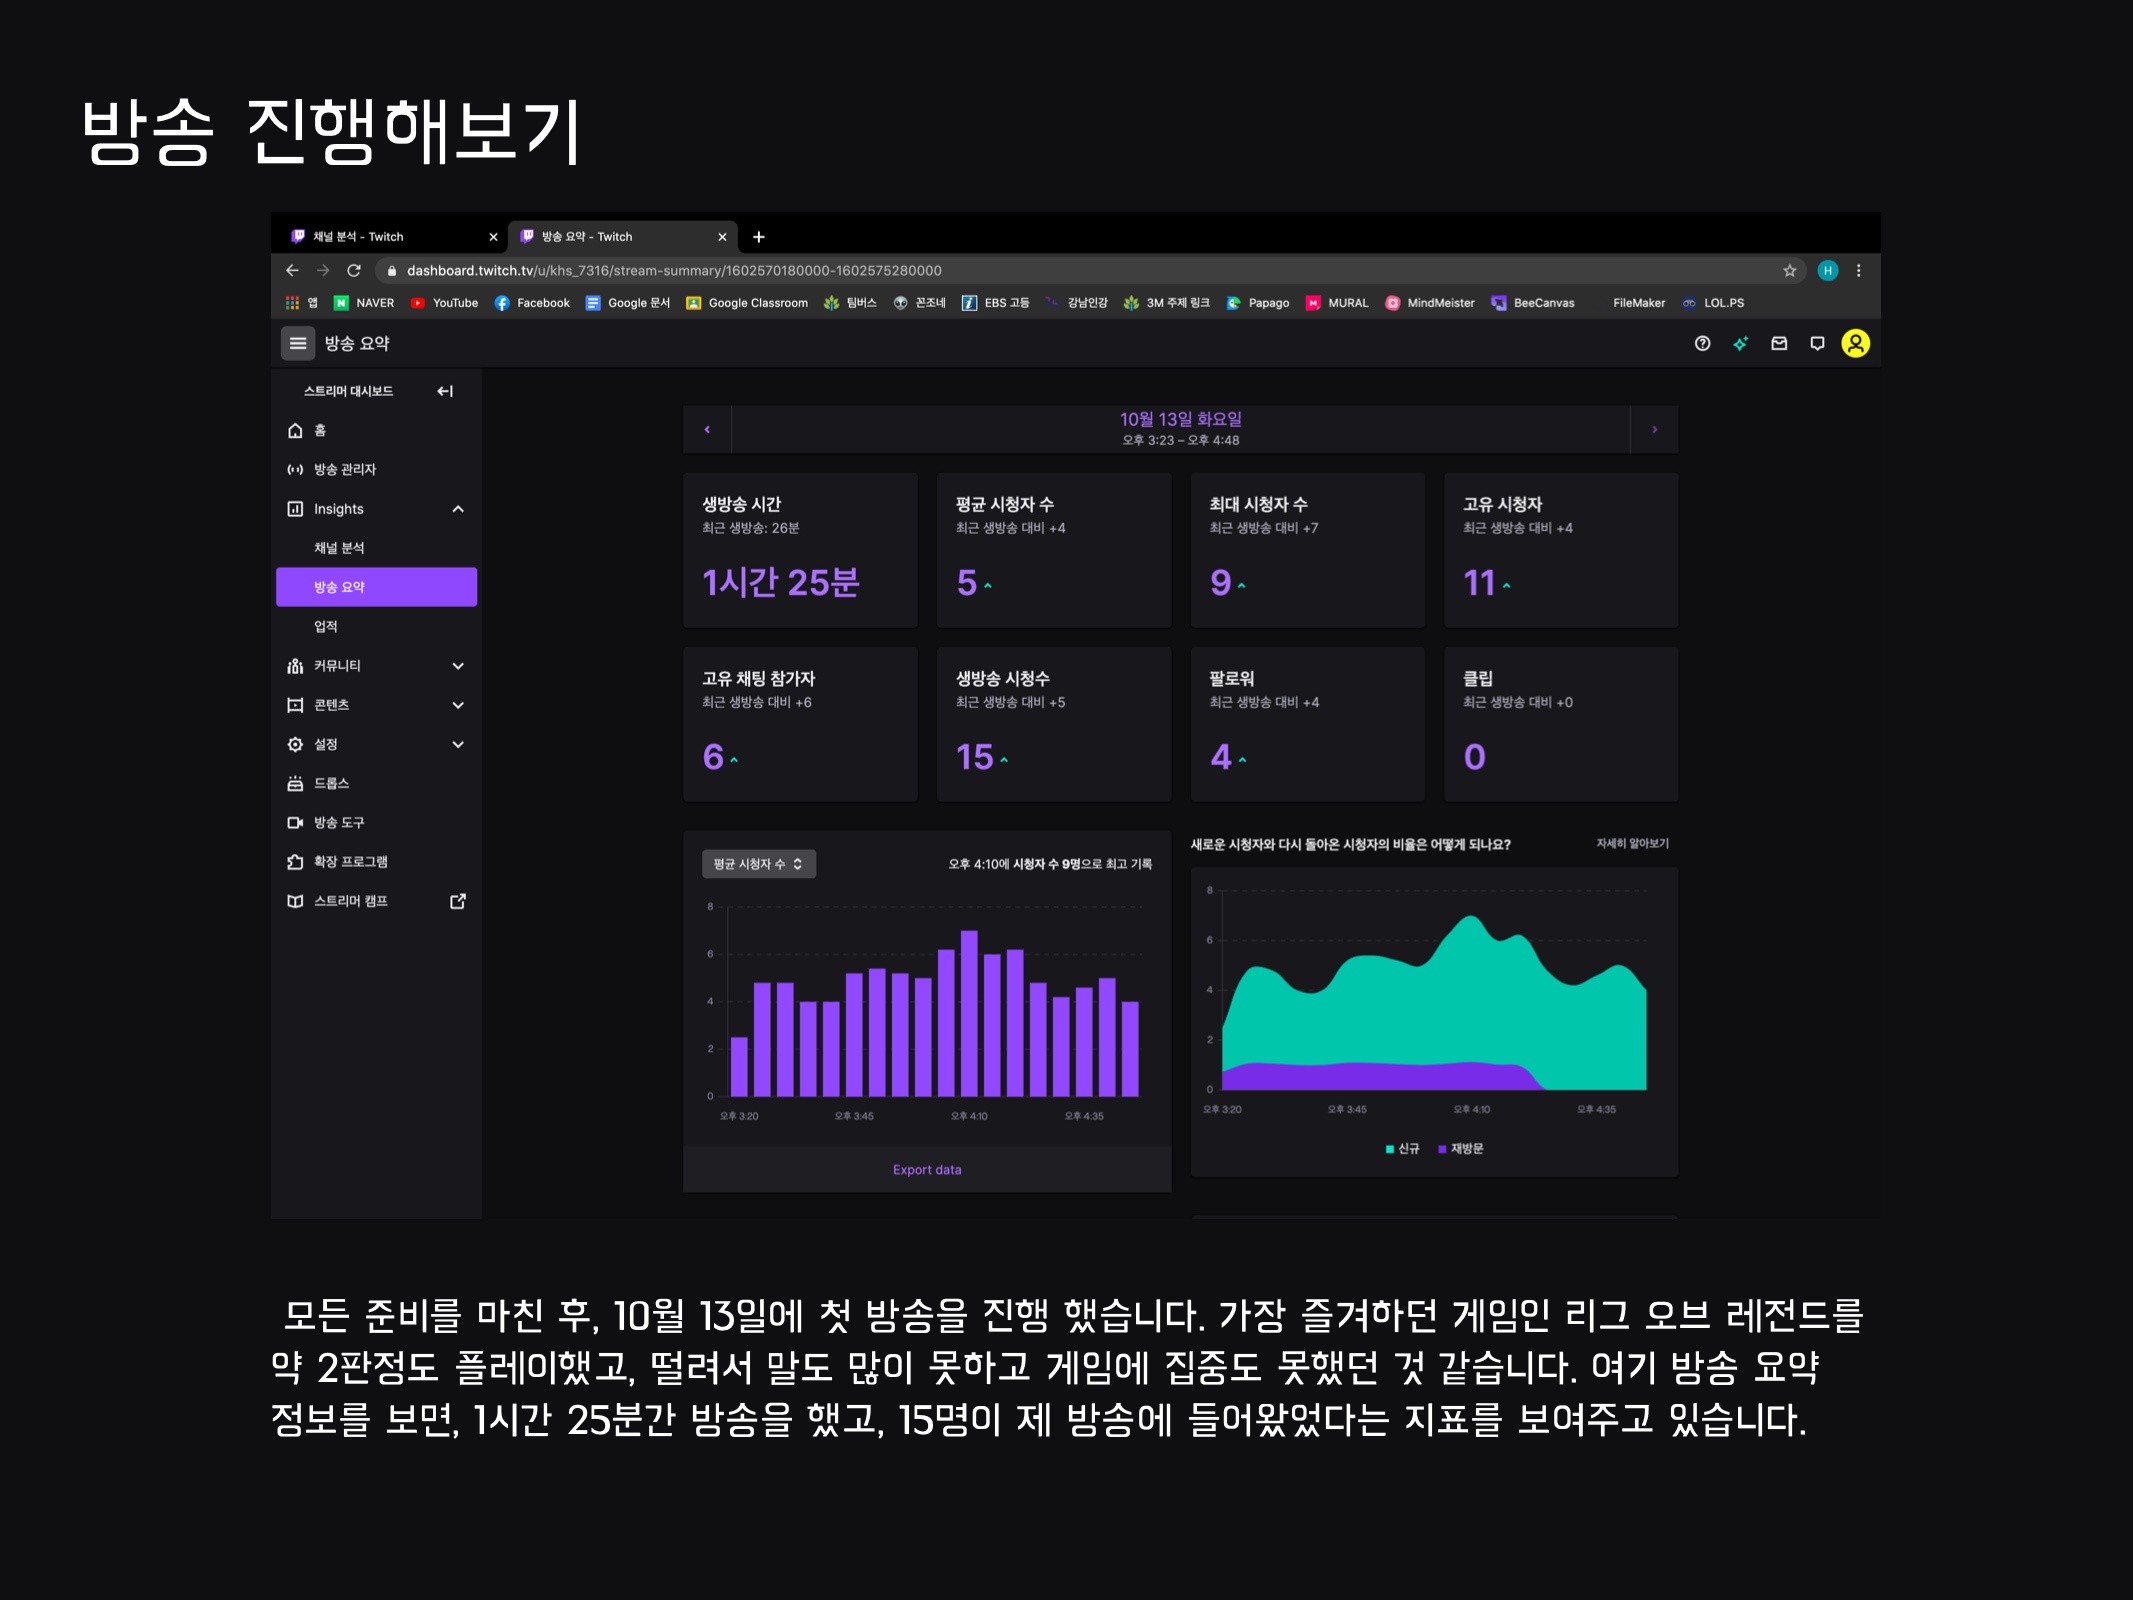 방송 진행해보기
채널 분석 - Twitch
방송 요약 - Twitch
dashboard.twitch.tv/u/khs_7316/stream-summary/1602570180000-1602575280000
H
앱 NAVER YouTube Facebook Google 문서 Google Classroom 팀버스 꼰조네 EBS 고등 강남인강 3M 주제 링크 Papago MURAL MindMeister BeeCanvas FileMaker LOL.PS
방송 요약
스트리머 대시보드
홈
방송 관리자
Insights
채널 분석
방송 요약
업적
커뮤니티
콘텐츠
설정
드롭스
방송 도구
확장 프로그램
스트리머 캠프
10월 13일 화요일
오후 3:23 – 오후 4:48
생방송 시간
최근 생방송: 26분
1시간 25분
평균 시청자 수
최근 생방송 대비 +4
5
최대 시청자 수
최근 생방송 대비 +7
9
고유 시청자
최근 생방송 대비 +4
11
고유 채팅 참가자
최근 생방송 대비 +6
6
생방송 시청수
최근 생방송 대비 +5
15
팔로워
최근 생방송 대비 +4
4
클립
최근 생방송 대비 +0
0
평균 시청자 수
오후 4:10에 시청자 수 9명으로 최고 기록
8
6
4
2
0
오후 3:20 오후 3:45 오후 4:10 오후 4:35
Export data
새로운 시청자와 다시 돌아온 시청자의 비율은 어떻게 되나요?
자세히 알아보기
8
6
4
2
0
오후 3:20 오후 3:45 오후 4:10 오후 4:35
신규 재방문
모든 준비를 마친 후, 10월 13일에 첫 방송을 진행 했습니다. 가장 즐겨하던 게임인 리그 오브 레전드를
약 2판정도 플레이했고, 떨려서 말도 많이 못하고 게임에 집중도 못했던 것 같습니다. 여기 방송 요약
정보를 보면, 1시간 25분간 방송을 했고, 15명이 제 방송에 들어왔었다는 지표를 보여주고 있습니다.